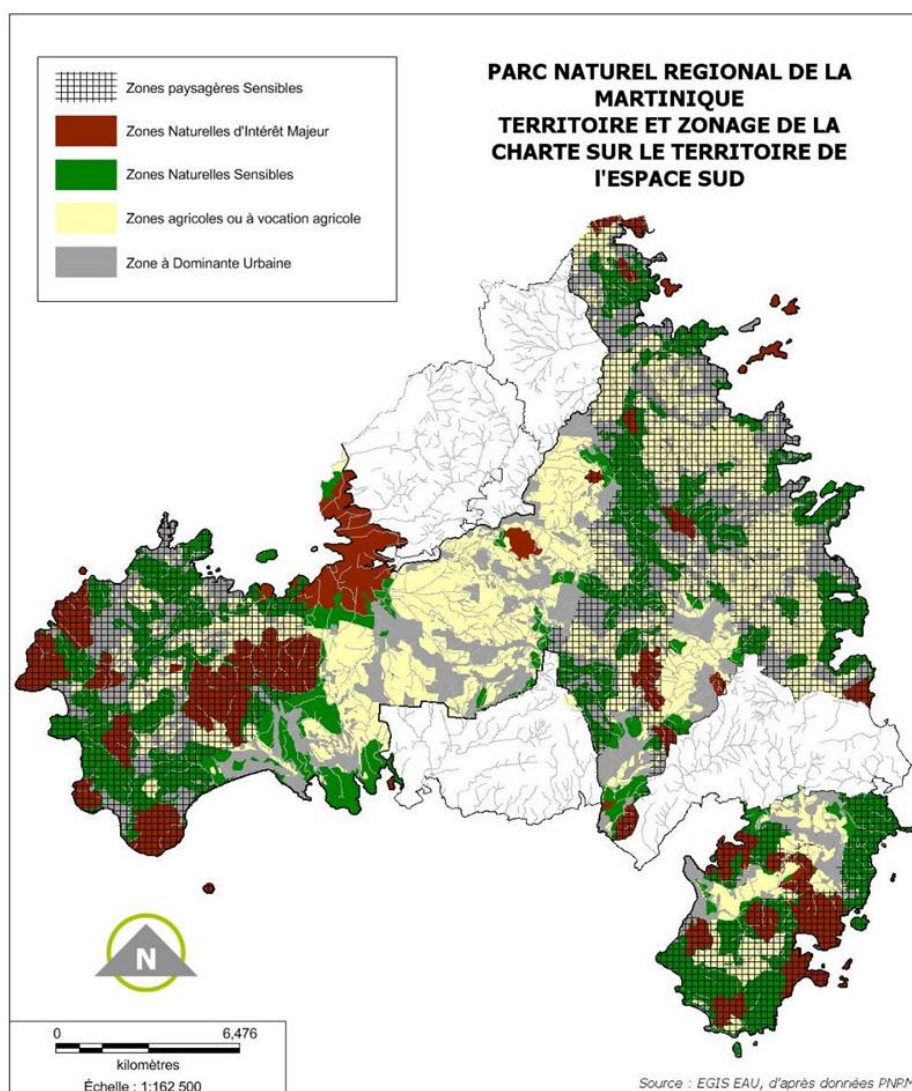 Zones paysagères Sensibles
Zones Naturelles d'Intérêt Majeur
Zones Naturelles Sensibles
Zones agricoles ou à vocation agricole
Zone à Dominante Urbaine
PARC NATUREL REGIONAL DE LA
MARTINIQUE
TERRITOIRE ET ZONAGE DE LA
CHARTE SUR LE TERRITOIRE DE
l'ESPACE SUD
N
0 6,476
kilomètres
Échelle : 1:162 500
Source : EGIS EAU, d'après données PNRM